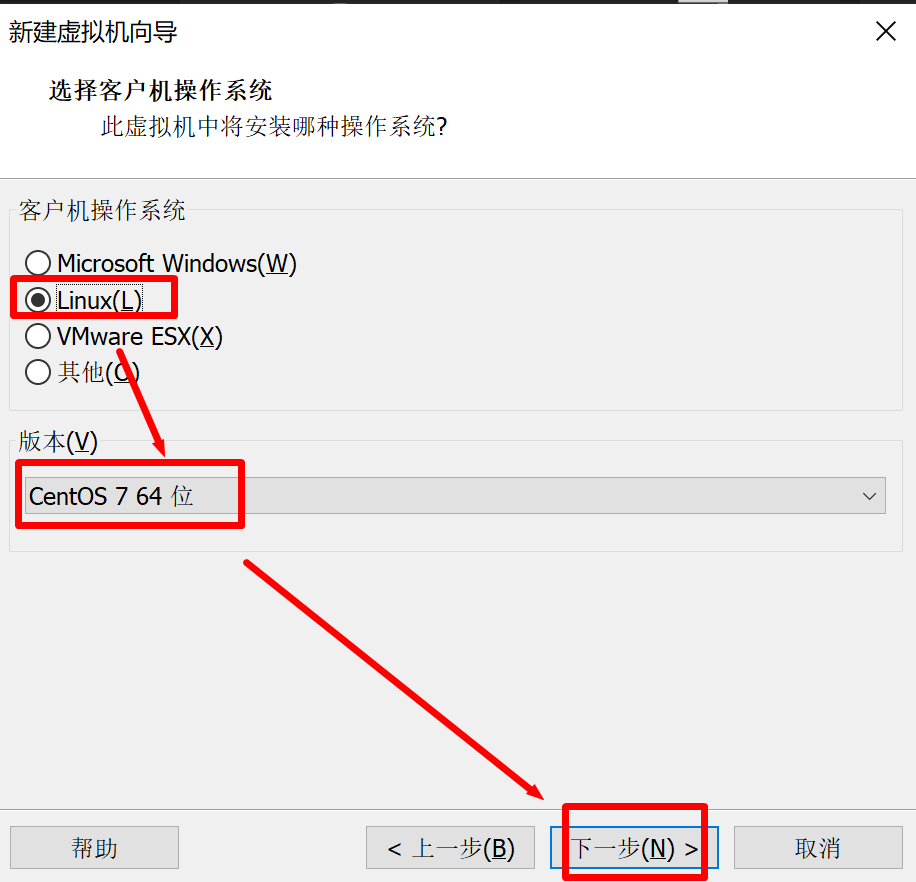 新建虚拟机向导
选择客户机操作系统
此虚拟机中将安装哪种操作系统?
客户机操作系统
Microsoft Windows(W)
Linux(L)
VMware ESX(X)
其他(O)
版本(V)
CentOS 7 64 位
帮助
< 上一步(B)
下一步(N) >
取消